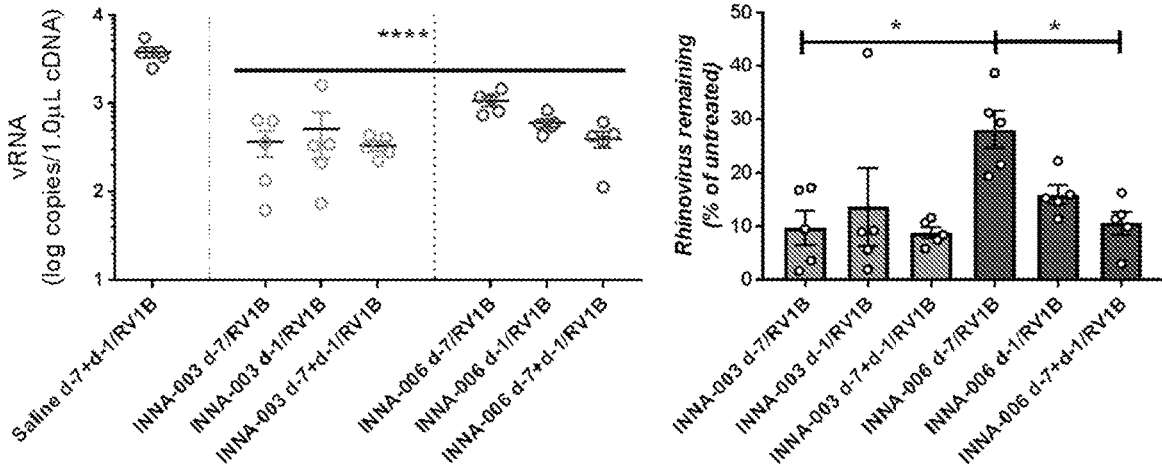 vRNA
(log copies/1.0µL cDNA)
4
3
2
1
****
Saline d-7+d-1/RV1B
INNA-003 d-7/RV1B
INNA-003 d-1/RV1B
INNA-003 d-7+d-1/RV1B
INNA-006 d-7/RV1B
INNA-006 d-1/RV1B
INNA-006 d-7+d-1/RV1B
Rhinovirus remaining
(% of untreated)
50
40
30
20
10
0
*
*
INNA-003 d-7/RV1B
INNA-003 d-1/RV1B
INNA-003 d-7+d-1/RV1B
INNA-006 d-7/RV1B
INNA-006 d-1/RV1B
INNA-006 d-7+d-1/RV1B